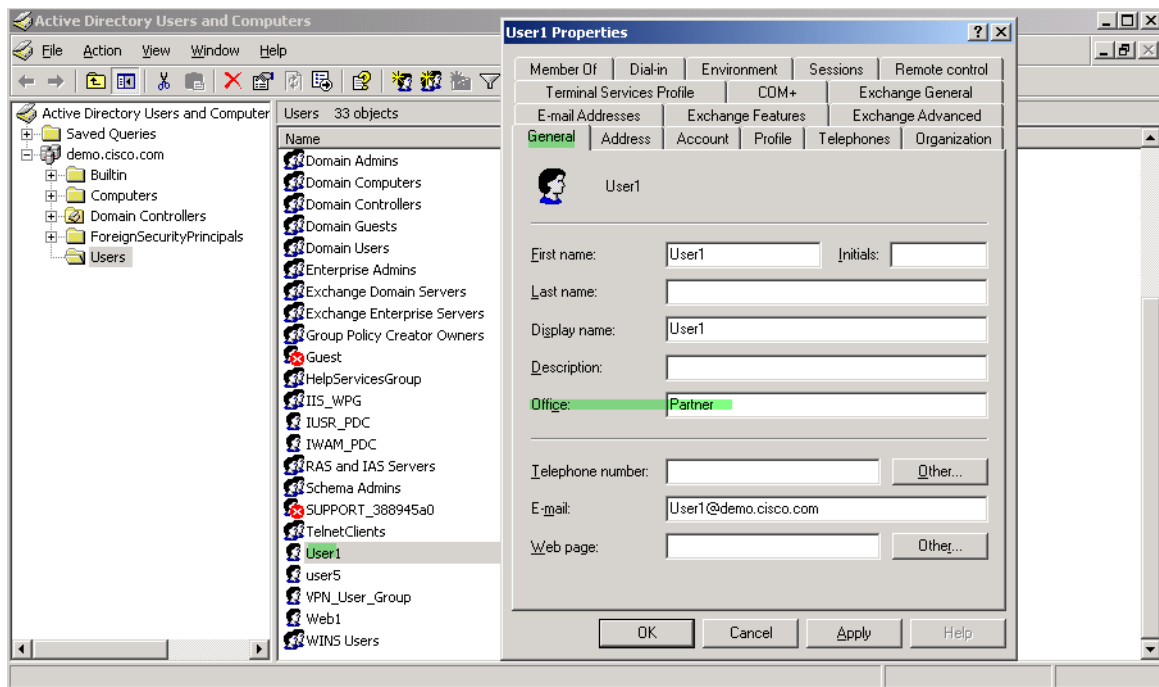 Active Directory Users and Computers
File Action View Window Help
Active Directory Users and Computer
Saved Queries
demo.cisco.com
Builtin
Computers
Domain Controllers
ForeignSecurityPrincipals
Users
Users 33 objects
Name
Domain Admins
Domain Computers
Domain Controllers
Domain Guests
Domain Users
Enterprise Admins
Exchange Domain Servers
Exchange Enterprise Servers
Group Policy Creator Owners
Guest
HelpServicesGroup
IIS_WPG
IUSR_PDC
IWAM_PDC
RAS and IAS Servers
Schema Admins
SUPPORT_388945a0
TelnetClients
User1
user5
VPN_User_Group
Web1
WINS Users
User1 Properties
Member Of Dial-in Environment Sessions Remote control
Terminal Services Profile COM+ Exchange General
E-mail Addresses Exchange Features Exchange Advanced
General Address Account Profile Telephones Organization
User1
First name: User1 Initials:
Last name:
Display name: User1
Description:
Office: Partner
Telephone number: Other...
E-mail: User1@demo.cisco.com
Web page: Other...
OK Cancel Apply Help